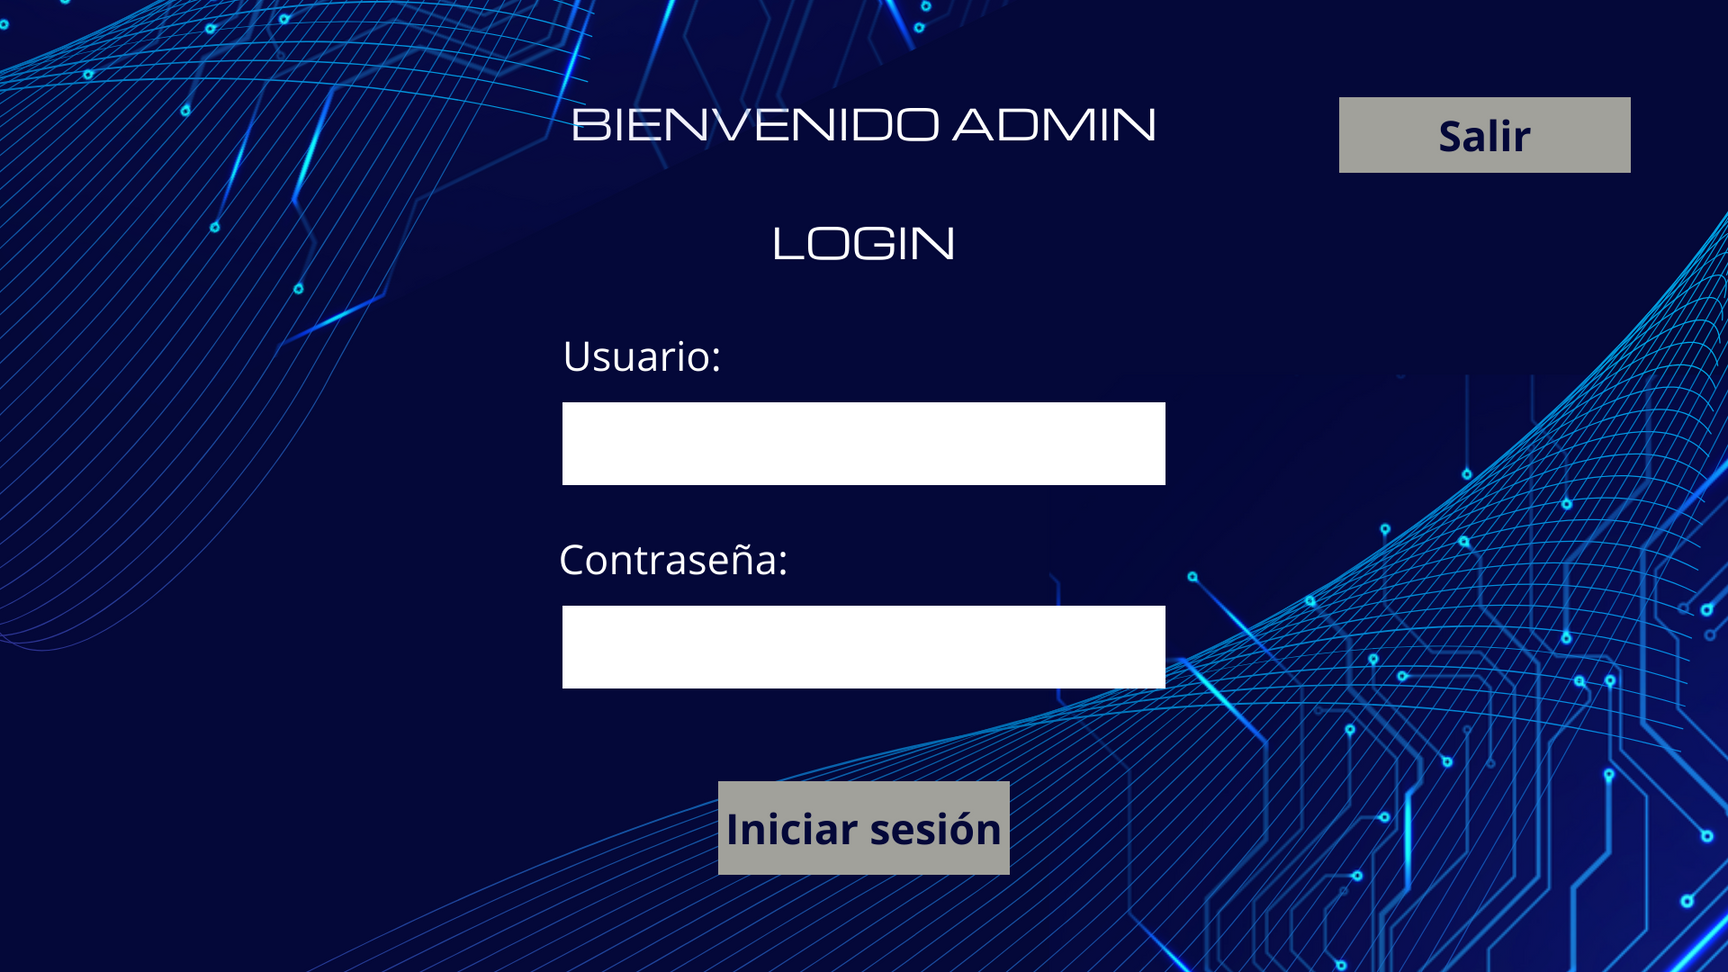 BIENVENIDO ADMIN
Salir
LOGIN
Usuario:
Contraseña:
Iniciar sesión